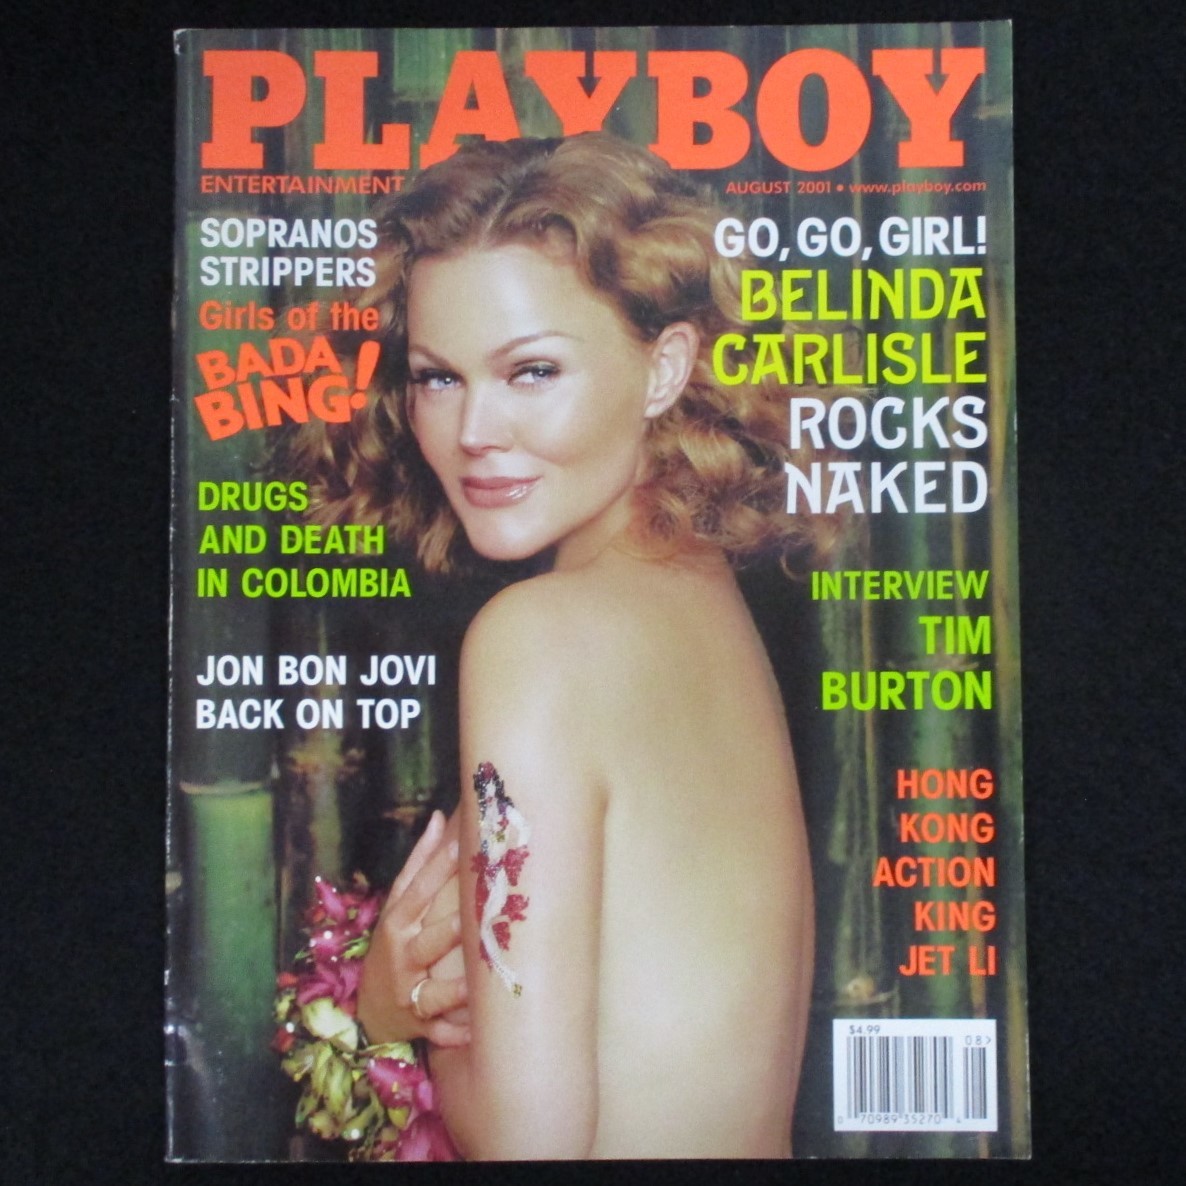 PLAYBOY
ENTERTAINMENT
AUGUST 2001 • www.playboy.com
SOPRANOS
STRIPPERS
Girls of the
BADA
BING!
DRUGS
AND DEATH
IN COLOMBIA
JON BON JOVI
BACK ON TOP
GO, GO, GIRL!
BELINDA
CARLISLE
ROCKS
NAKED
INTERVIEW
TIM
BURTON
HONG
KONG
ACTION
KING
JET LI
$4.99
08>
0 70989 35270 4